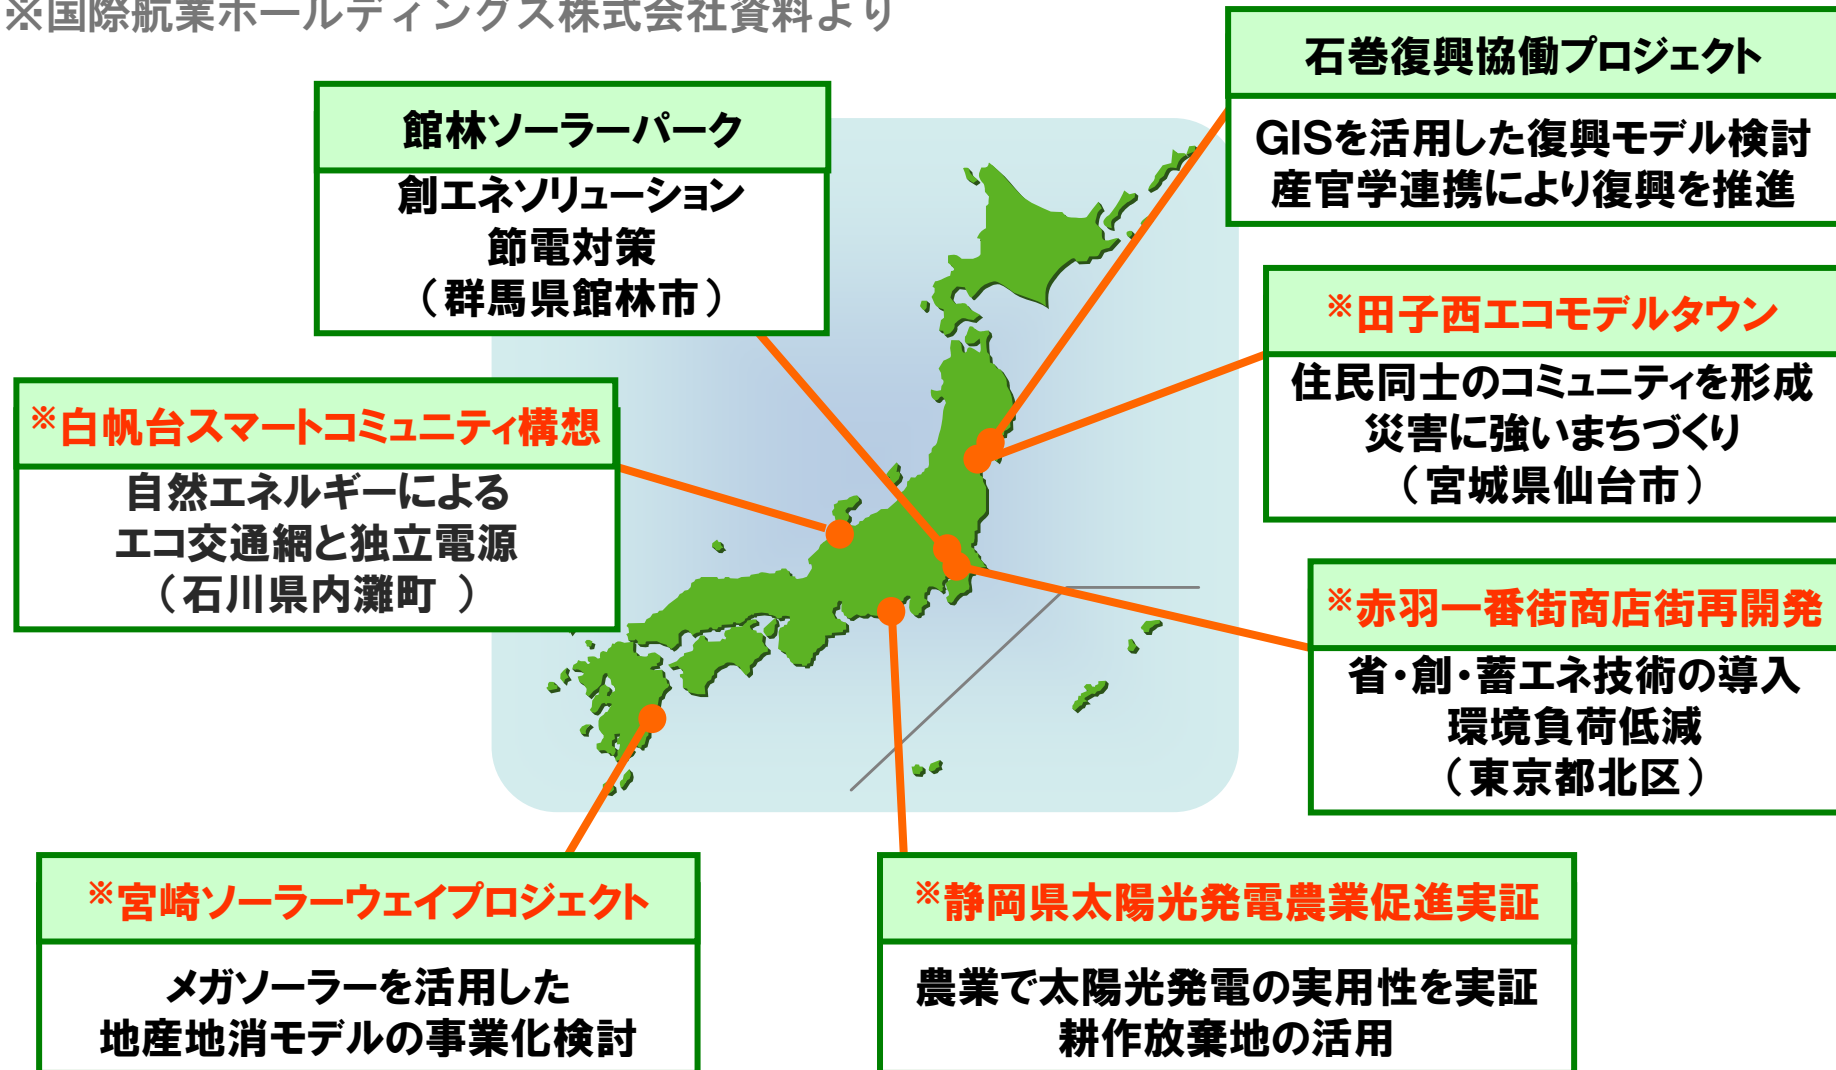 ※国際航業ホールディングス株式会社資料より
石巻復興協働プロジェクト
GISを活用した復興モデル検討
産官学連携により復興を推進
館林ソーラーパーク
創エネソリューション
節電対策
（群馬県館林市）
※田子西エコモデルタウン
住民同士のコミュニティを形成
災害に強いまちづくり
（宮城県仙台市）
※白帆台スマートコミュニティ構想
自然エネルギーによる
エコ交通網と独立電源
（石川県内灘町 ）
※赤羽一番街商店街再開発
省・創・蓄エネ技術の導入
環境負荷低減
（東京都北区）
※宮崎ソーラーウェイプロジェクト
メガソーラーを活用した
地産地消モデルの事業化検討
※静岡県太陽光発電農業促進実証
農業で太陽光発電の実用性を実証
耕作放棄地の活用